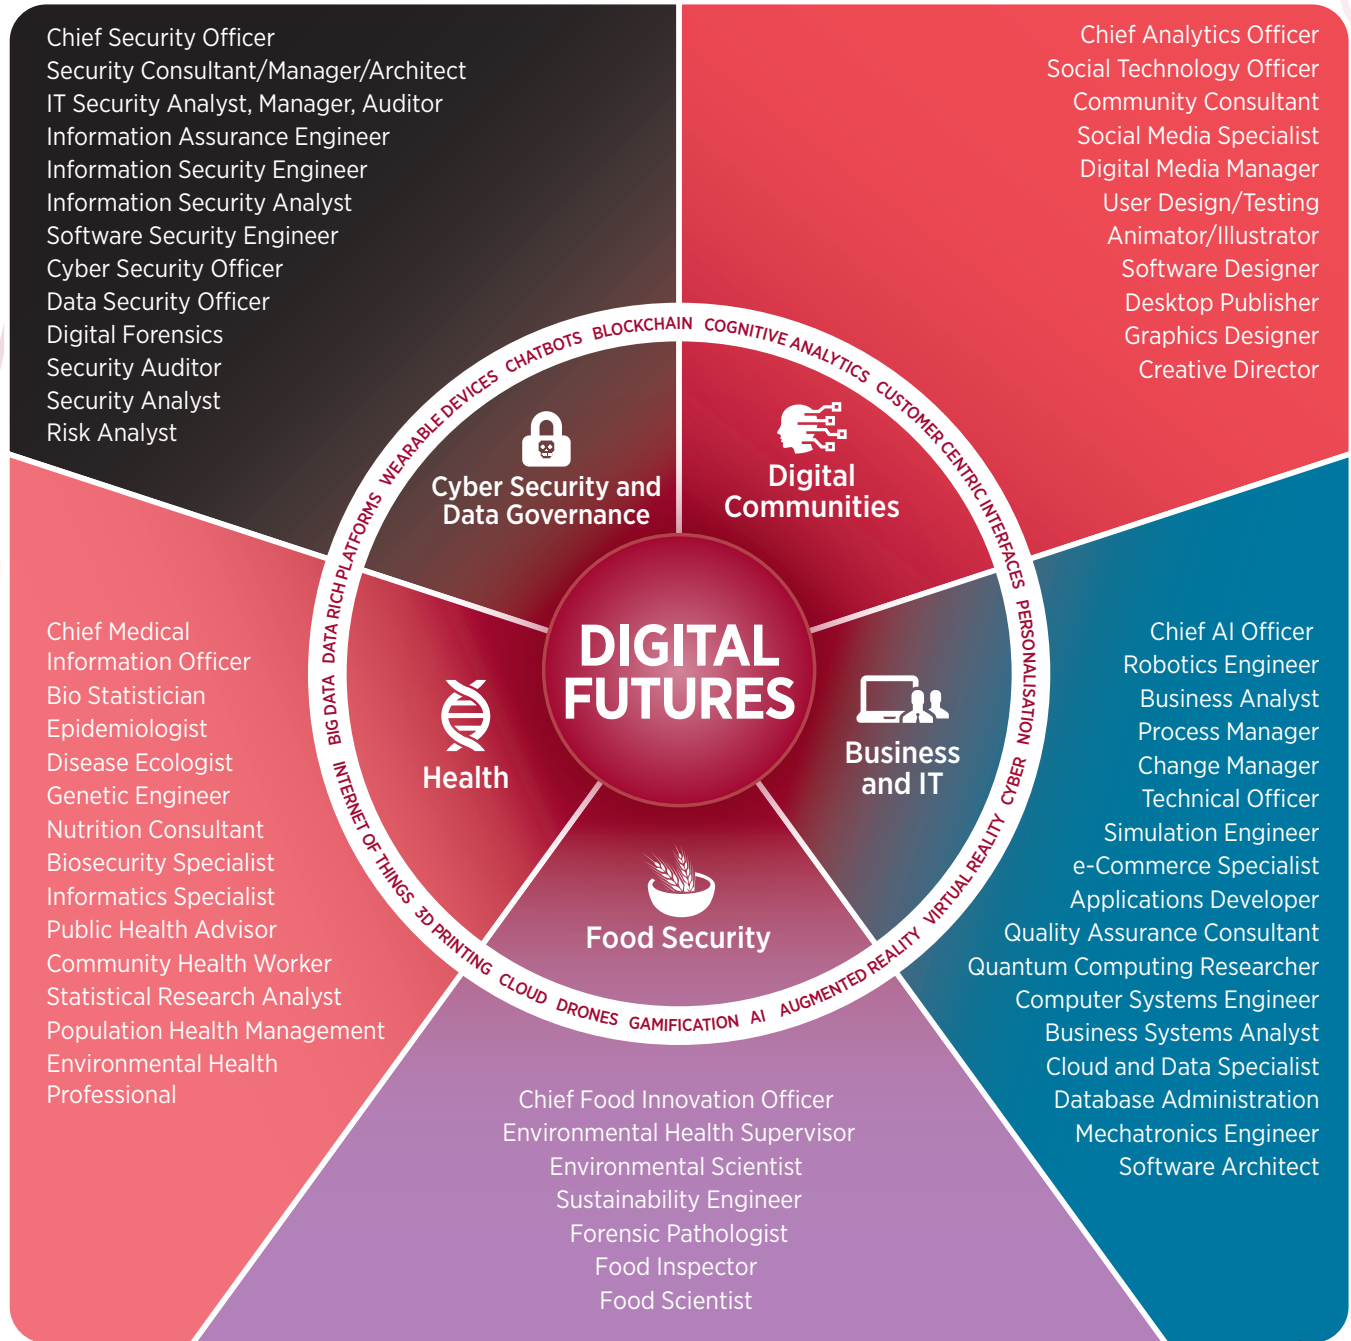 Chief Security Officer
Security Consultant/Manager/Architect
IT Security Analyst, Manager, Auditor
Information Assurance Engineer
Information Security Engineer
Information Security Analyst
Software Security Engineer
Cyber Security Officer
Data Security Officer
Digital Forensics
Security Auditor
Security Analyst
Risk Analyst
Chief Analytics Officer
Social Technology Officer
Community Consultant
Social Media Specialist
Digital Media Manager
User Design/Testing
Animator/Illustrator
Software Designer
Desktop Publisher
Graphics Designer
Creative Director
BIG DATA DATA RICH PLATFORMS WEARABLE DEVICES CHATBOTS BLOCKCHAIN COGNITIVE ANALYTICS CUSTOMER CENTRIC INTERFACES PERSONALISATION CYBER VIRTUAL REALITY AUGMENTED REALITY AI GAMIFICATION DRONES CLOUD 3D PRINTING INTERNET OF THINGS
Cyber Security and
Data Governance
Digital
Communities
DIGITAL
FUTURES
Health
Business
and IT
Food Security
Chief Medical
Information Officer
Bio Statistician
Epidemiologist
Disease Ecologist
Genetic Engineer
Nutrition Consultant
Biosecurity Specialist
Informatics Specialist
Public Health Advisor
Community Health Worker
Statistical Research Analyst
Population Health Management
Environmental Health
Professional
Chief AI Officer
Robotics Engineer
Business Analyst
Process Manager
Change Manager
Technical Officer
Simulation Engineer
e-Commerce Specialist
Applications Developer
Quality Assurance Consultant
Quantum Computing Researcher
Computer Systems Engineer
Business Systems Analyst
Cloud and Data Specialist
Database Administration
Mechatronics Engineer
Software Architect
Chief Food Innovation Officer
Environmental Health Supervisor
Environmental Scientist
Sustainability Engineer
Forensic Pathologist
Food Inspector
Food Scientist